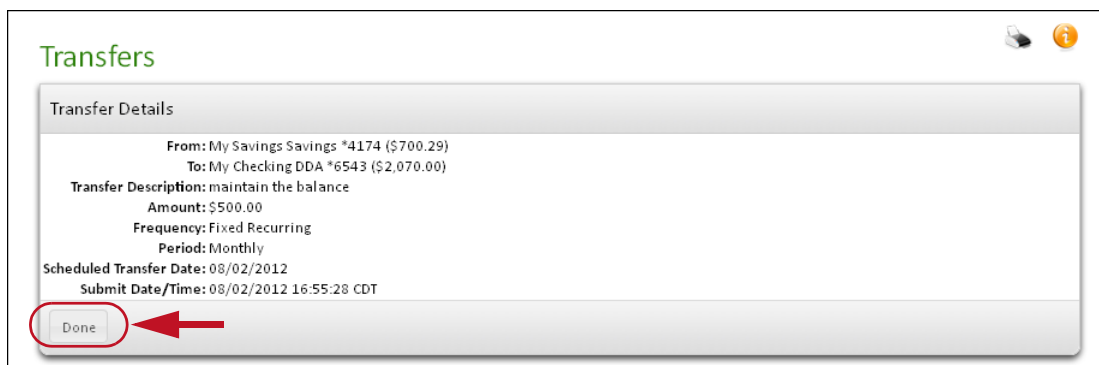 Transfers
Transfer Details
From: My Savings Savings *4174 ($700.29)
To: My Checking DDA *6543 ($2,070.00)
Transfer Description: maintain the balance
Amount: $500.00
Frequency: Fixed Recurring
Period: Monthly
Scheduled Transfer Date: 08/02/2012
Submit Date/Time: 08/02/2012 16:55:28 CDT
Done